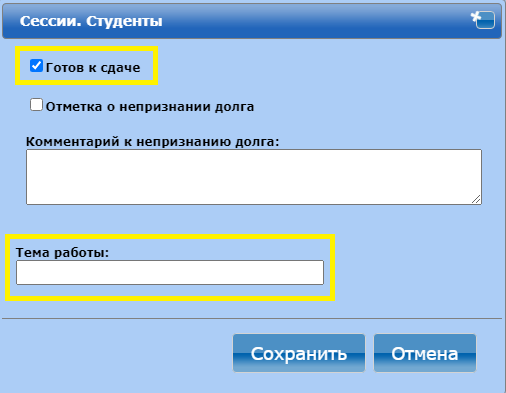 Сессии. Студенты
Готов к сдаче
Отметка о непризнании долга
Комментарий к непризнанию долга:
Тема работы:
Сохранить
Отмена